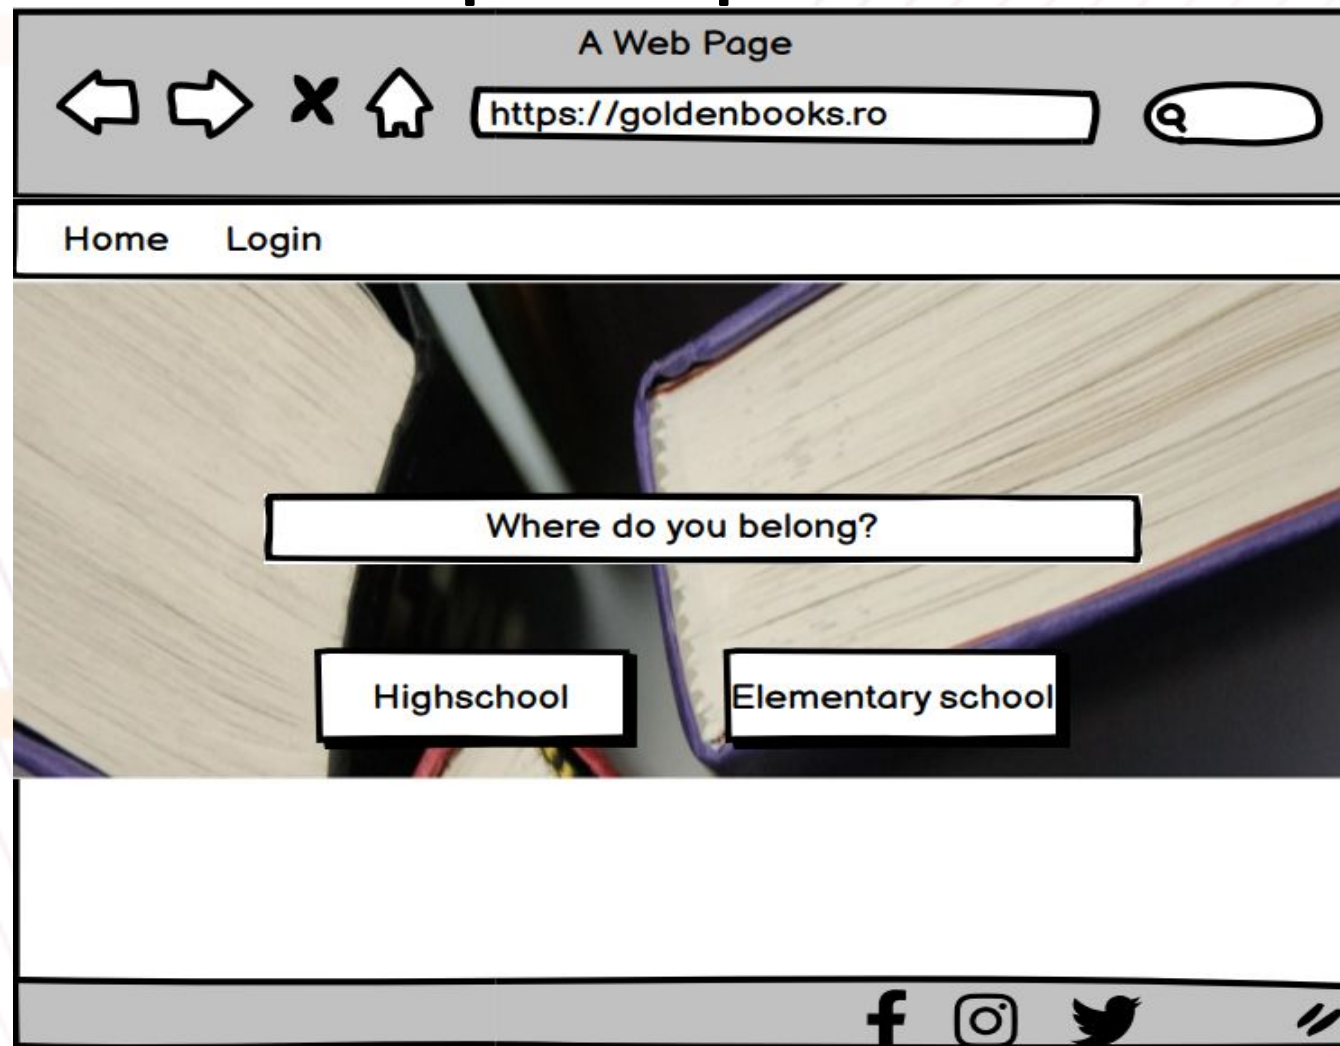 A Web Page
https://goldenbooks.ro
Home Login
Where do you belong?
Highschool Elementary school